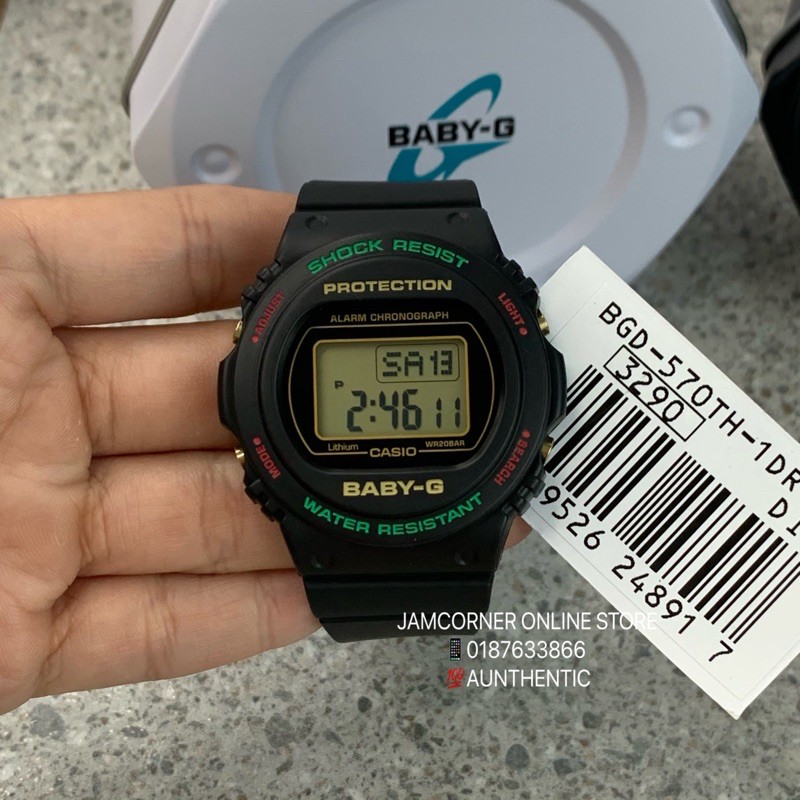 BABY-G
SHOCK RESIST
PROTECTION
ADJUST
LIGHT
ALARM CHRONOGRAPH
SA 13
P
2:46 11
Lithium
WR20BAR
CASIO
MODE
SEARCH
BABY-G
WATER RESISTANT
BGD-570TH-1DR
3290
DI
9526 24891 7
JAMCORNER ONLINE STORE
📱0187633866
💯AUNTHENTIC